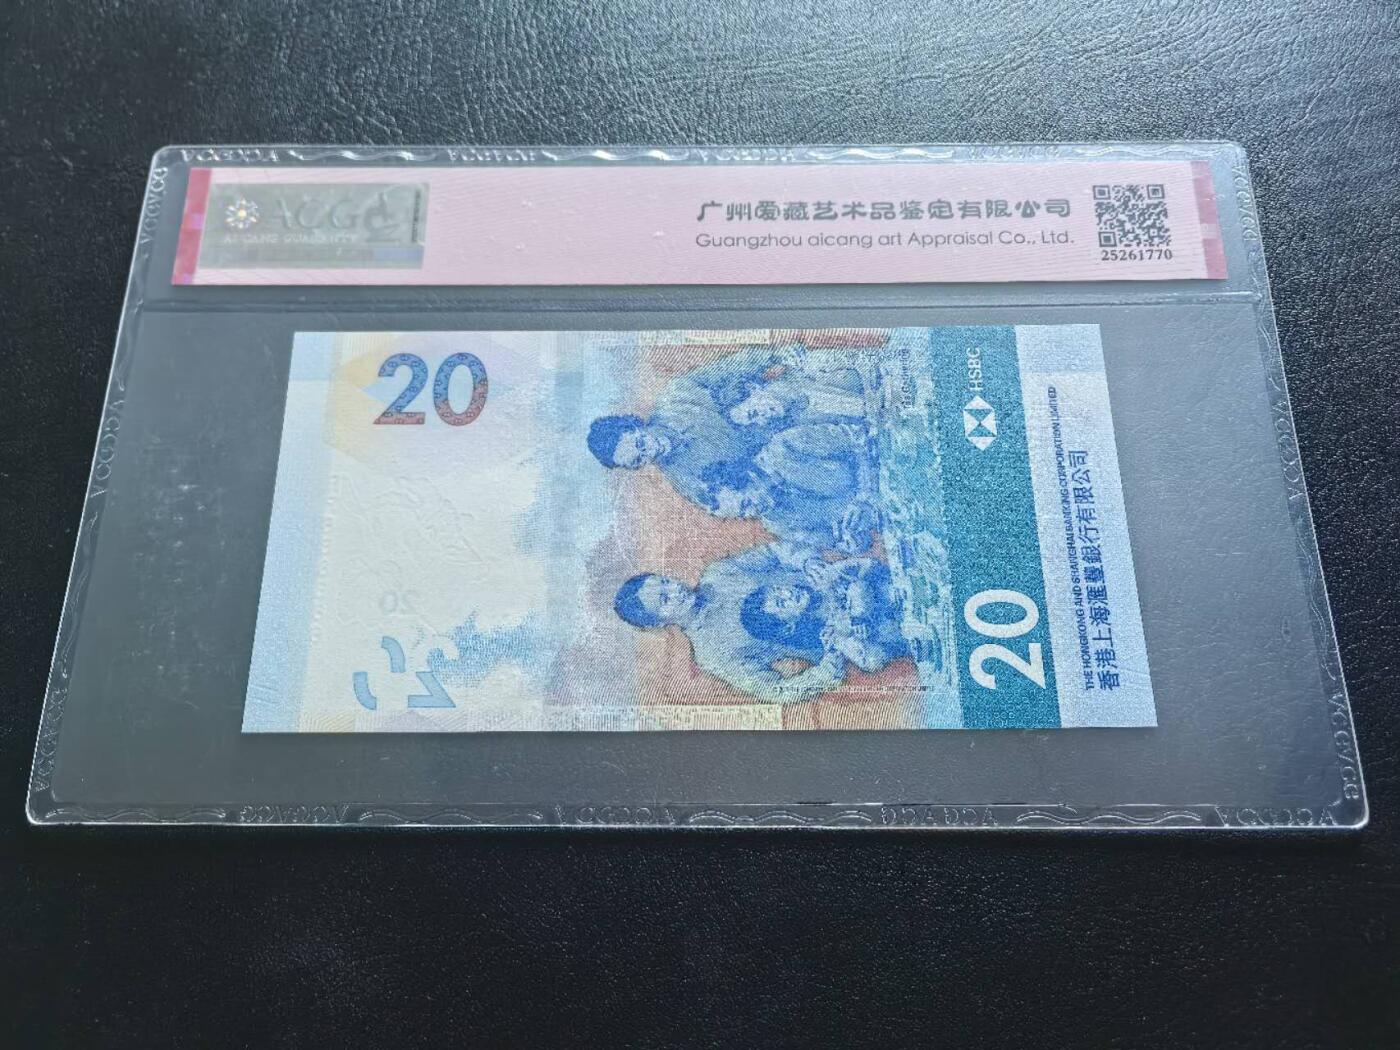 ACG
广州爱藏艺术品鉴定有限公司
Guangzhou aicang art Appraisal Co., Ltd.
25261770
20
HSBC
20
THE HONGKONG AND SHANGHAI BANKING CORPORATION LIMITED
香港上海滙豐銀行有限公司